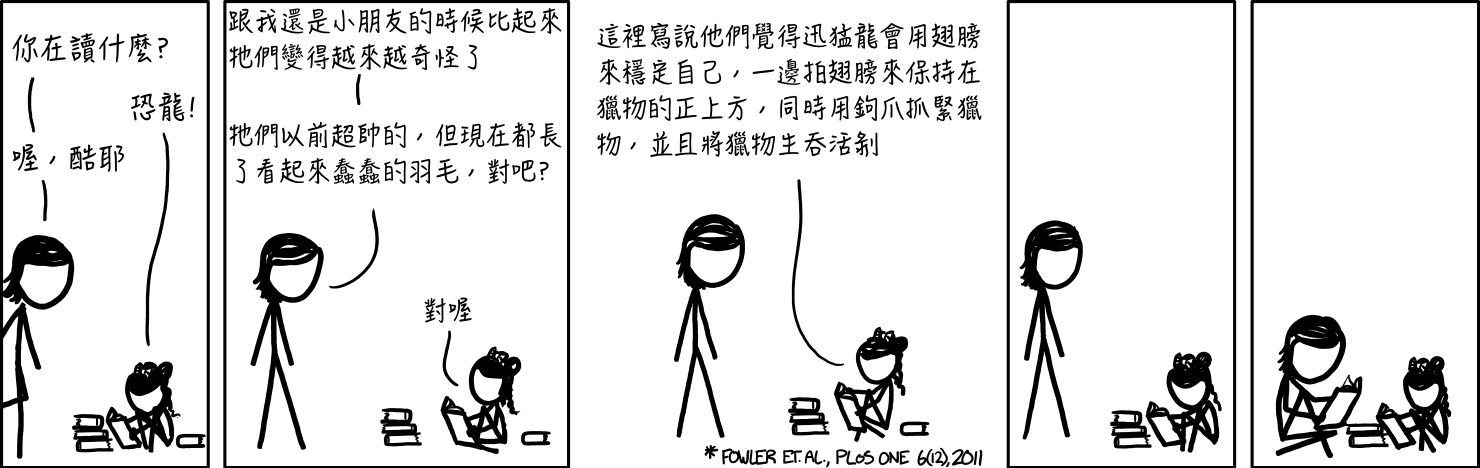 你在讀什麼?
恐龍!
喔，酷耶
跟我還是小朋友的時候比起來
牠們變得越來越奇怪了
牠們以前超帥的，但現在都長
了看起來蠢蠢的羽毛，對吧?
對喔
這裡寫說他們覺得迅猛龍會用翅膀
來穩定自己，一邊拍翅膀來保持在
獵物的正上方，同時用鉤爪抓緊獵
物，並且將獵物生吞活剝
* FOWLER ET. AL., PLOS ONE 6(12), 2011